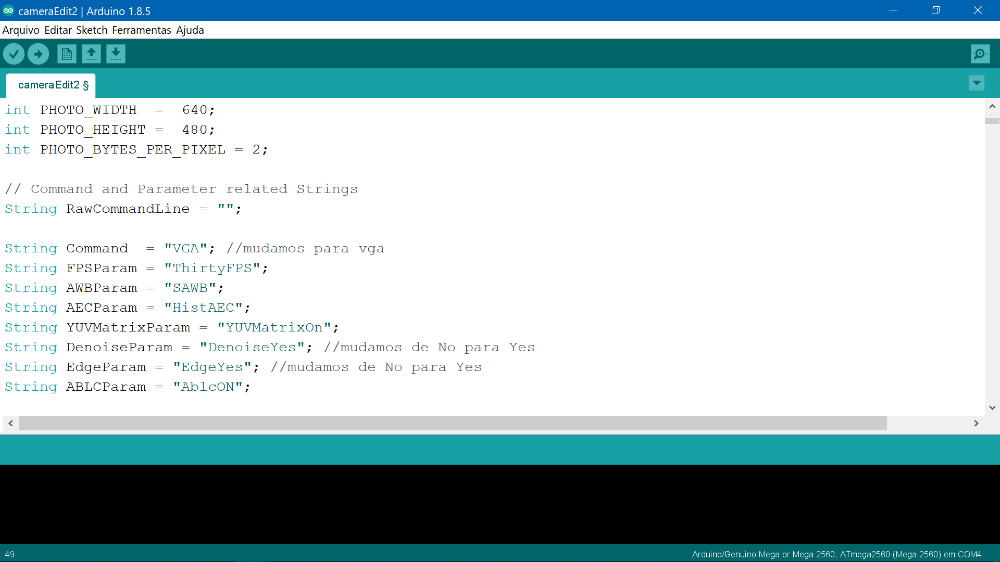 cameraEdit2 | Arduino 1.8.5
Arquivo Editar Sketch Ferramentas Ajuda
cameraEdit2 §
int PHOTO_WIDTH  =  640;
int PHOTO_HEIGHT =  480;
int PHOTO_BYTES_PER_PIXEL = 2;
// Command and Parameter related Strings
String RawCommandLine = "";
String Command  = "VGA"; //mudamos para vga
String FPSParam = "ThirtyFPS";
String AWBParam = "SAWB";
String AECParam = "HistAEC";
String YUVMatrixParam = "YUVMatrixOn";
String DenoiseParam = "DenoiseYes"; //mudamos de No para Yes
String EdgeParam = "EdgeYes"; //mudamos de No para Yes
String ABLCParam = "AblcON";
49
Arduino/Genuino Mega or Mega 2560, ATmega2560 (Mega 2560) em COM4